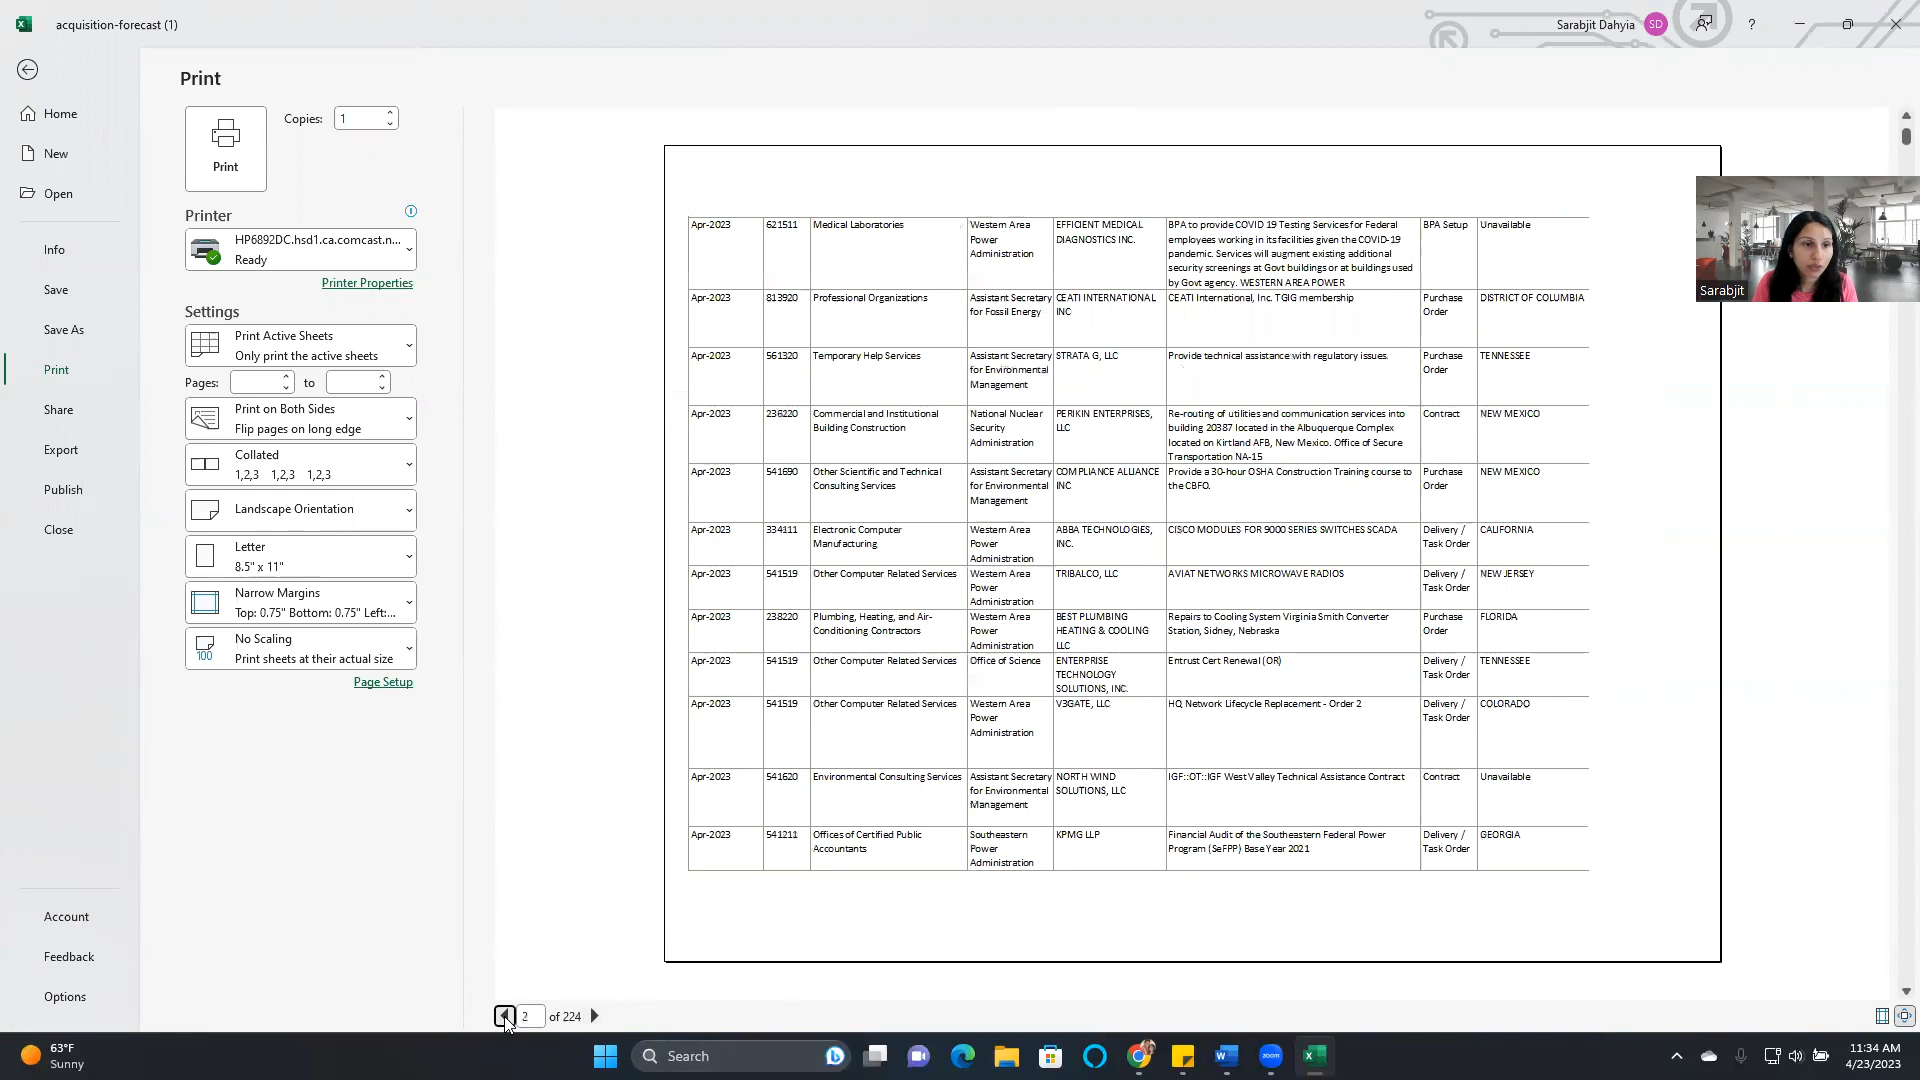 acquisition-forecast (1)
Sarabjit Dahyia
SD
?
Print
Home
New
Open
Info
Save
Save As
Print
Share
Export
Publish
Close
Account
Feedback
Options
Print
Copies: 1
Printer
HP6892DC.hsd1.ca.comcast.n...
Ready
Printer Properties
Settings
Print Active Sheets
Only print the active sheets
Pages: to
Print on Both Sides
Flip pages on long edge
Collated
1,2,3 1,2,3 1,2,3
Landscape Orientation
Letter
8.5" x 11"
Narrow Margins
Top: 0.75" Bottom: 0.75" Left:...
No Scaling
100
Print sheets at their actual size
Page Setup
Apr-2023 621511 Medical Laboratories Western Area EFFICIENT MEDICAL BPA to provide COVID 19 Testing Services for Federal BPA Setup Unavailable
Power DIAGNOSTICS INC. employees working in its facilities given the COVID-19
Administration pandemic. Services will augment existing additional
security screenings at Govt buildings or at buildings used
by Govt agency. WESTERN AREA POWER
Apr-2023 813920 Professional Organizations Assistant Secretary CEATI INTERNATIONAL CEATI International, Inc. TGIG membership Purchase DISTRICT OF COLUMBIA
for Fossil Energy INC Order
Apr-2023 561320 Temporary Help Services Assistant Secretary STRATA G, LLC Provide technical assistance with regulatory issues. Purchase TENNESSEE
for Environmental Order
Management
Apr-2023 236220 Commercial and Institutional National Nuclear PERIKIN ENTERPRISES, Re-routing of utilities and communication services into Contract NEW MEXICO
Building Construction Security LLC building 20387 located in the Albuquerque Complex
Administration located on Kirtland AFB, New Mexico. Office of Secure
Transportation NA-15
Apr-2023 541690 Other Scientific and Technical Assistant Secretary COMPLIANCE ALLIANCE Provide a 30-hour OSHA Construction Training course to Purchase NEW MEXICO
Consulting Services for Environmental INC the CBFO. Order
Management
Apr-2023 334111 Electronic Computer Western Area ABBA TECHNOLOGIES, CISCO MODULES FOR 9000 SERIES SWITCHES SCADA Delivery / CALIFORNIA
Manufacturing Power INC. Task Order
Administration
Apr-2023 541519 Other Computer Related Services Western Area TRIBALCO, LLC AVIAT NETWORKS MICROWAVE RADIOS Delivery / NEW JERSEY
Power Task Order
Administration
Apr-2023 238220 Plumbing, Heating, and Air- Western Area BEST PLUMBING Repairs to Cooling System Virginia Smith Converter Purchase FLORIDA
Conditioning Contractors Power HEATING & COOLING Station, Sidney, Nebraska Order
Administration LLC
Apr-2023 541519 Other Computer Related Services Office of Science ENTERPRISE Entrust Cert Renewal (OR) Delivery / TENNESSEE
TECHNOLOGY Task Order
SOLUTIONS, INC.
Apr-2023 541519 Other Computer Related Services Western Area V3GATE, LLC HQ Network Lifecycle Replacement - Order 2 Delivery / COLORADO
Power Task Order
Administration
Apr-2023 541620 Environmental Consulting Services Assistant Secretary NORTH WIND IGF::OT::IGF West Valley Technical Assistance Contract Contract Unavailable
for Environmental SOLUTIONS, LLC
Management
Apr-2023 541211 Offices of Certified Public Southeastern KPMG LLP Financial Audit of the Southeastern Federal Power Delivery / GEORGIA
Accountants Power Program (SeFPP) Base Year 2021 Task Order
Administration
Sarabjit
2 of 224
63°F
Sunny
Search
zoom
11:34 AM
4/23/2023